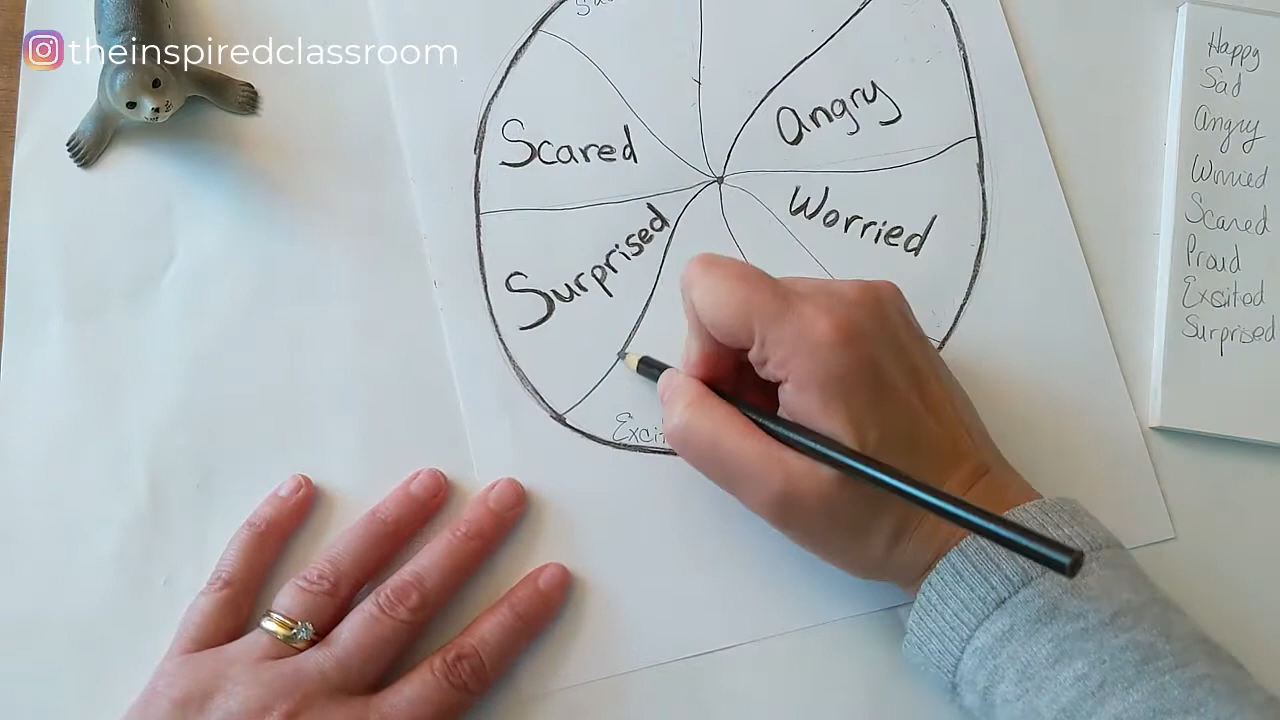 theinspiredclassroom
Scared
Angry
Surprised
Worried
Happy
Sad
Angry
Worried
Scared
Proud
Excited
Surprised